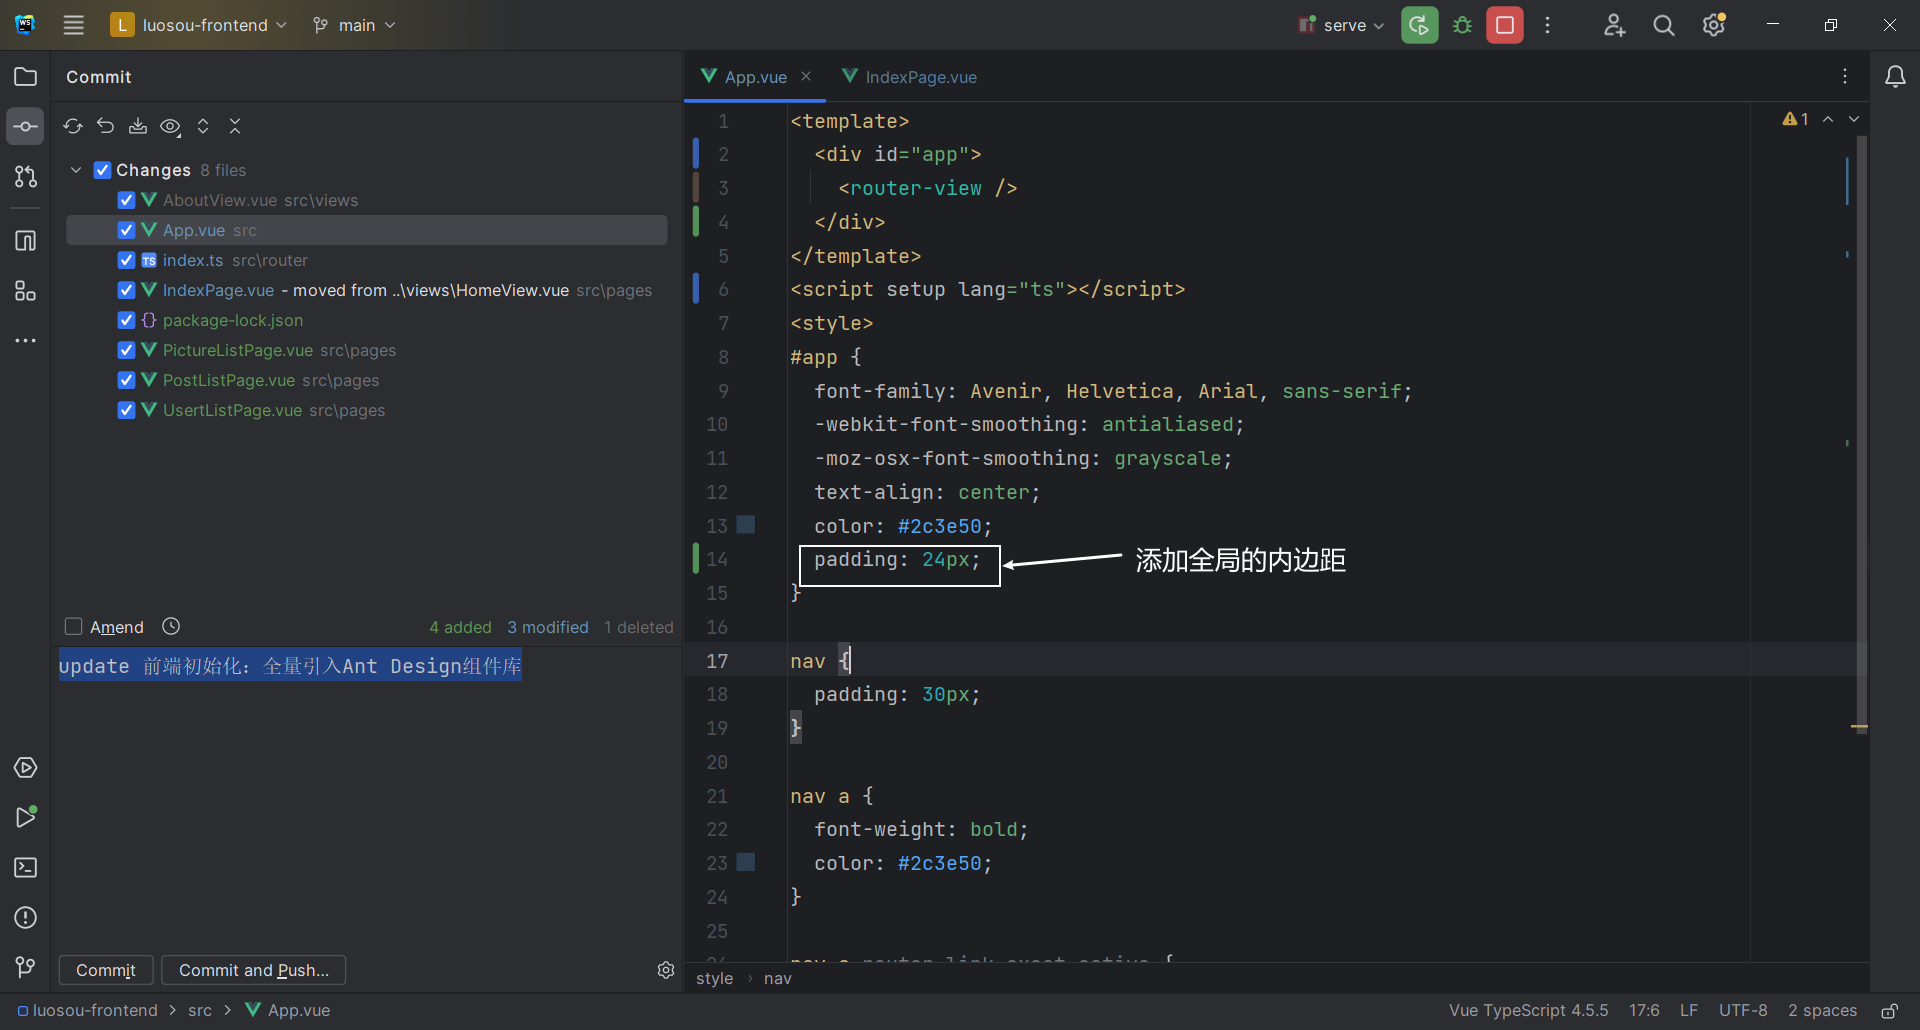 L luosou-frontend main serve
Commit
App.vue IndexPage.vue
Changes 8 files
AboutView.vue src\views
App.vue src
index.ts src\router
IndexPage.vue - moved from ..\views\HomeView.vue src\pages
package-lock.json
PictureListPage.vue src\pages
PostListPage.vue src\pages
UsertListPage.vue src\pages
Amend 4 added 3 modified 1 deleted
update 前端初始化：全量引入Ant Design组件库
Commit Commit and Push...
1
1 <template>
2 <div id="app">
3 <router-view />
4 </div>
5 </template>
6 <script setup lang="ts"></script>
7 <style>
8 #app {
9 font-family: Avenir, Helvetica, Arial, sans-serif;
10 -webkit-font-smoothing: antialiased;
11 -moz-osx-font-smoothing: grayscale;
12 text-align: center;
13 color: #2c3e50;
14 padding: 24px;
添加全局的内边距
15 }
16
17 nav {
18 padding: 30px;
19 }
20
21 nav a {
22 font-weight: bold;
23 color: #2c3e50;
24 }
25
style › nav
luosou-frontend > src > App.vue
Vue TypeScript 4.5.5 17:6 LF UTF-8 2 spaces